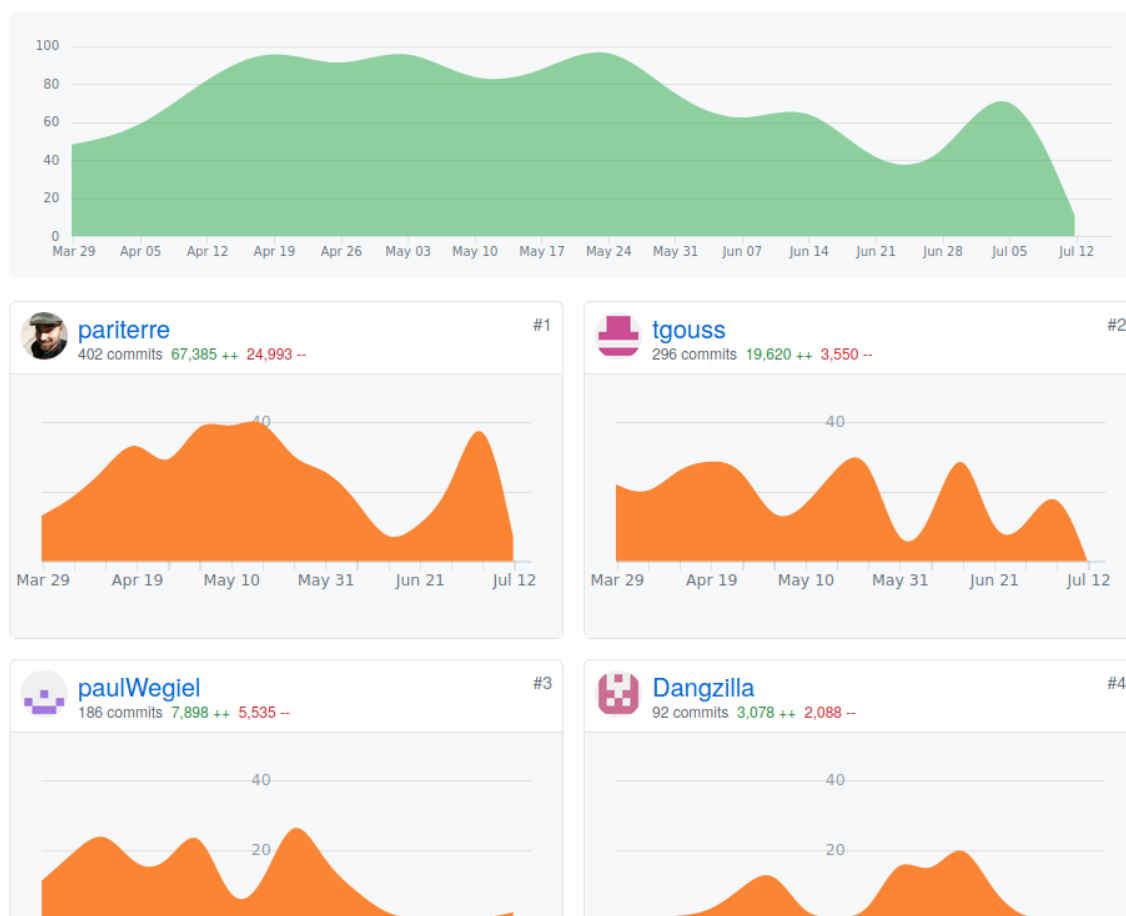 100
80
60
40
20
0
Mar 29 Apr 05 Apr 12 Apr 19 Apr 26 May 03 May 10 May 17 May 24 May 31 Jun 07 Jun 14 Jun 21 Jun 28 Jul 05 Jul 12
pariterre #1
402 commits 67,385 ++ 24,993 --
40
Mar 29 Apr 19 May 10 May 31 Jun 21 Jul 12
tgouss #2
296 commits 19,620 ++ 3,550 --
40
Mar 29 Apr 19 May 10 May 31 Jun 21 Jul 12
paulWegiel #3
186 commits 7,898 ++ 5,535 --
40
20
Dangzilla #4
92 commits 3,078 ++ 2,088 --
40
20